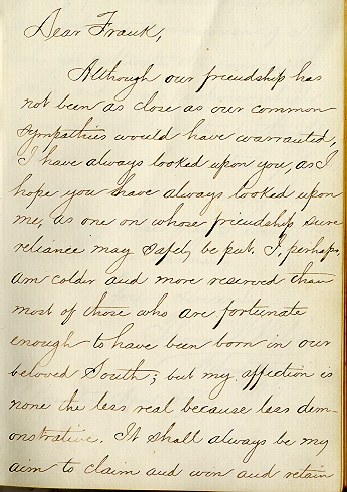 Dear Frank,
Although our friendship has
not been as close as our common
sympathies would have warranted,
I have always looked upon you, as I
hope you have always looked upon
me, as one on whose friendship sure
reliance may safely be put. I, perhaps,
am colder and more reserved than
most of those who are fortunate
enough to have been born in our
beloved South; but my affection is
none the less real because less dem-
onstrative. It shall always be my
aim to claim and won and retain